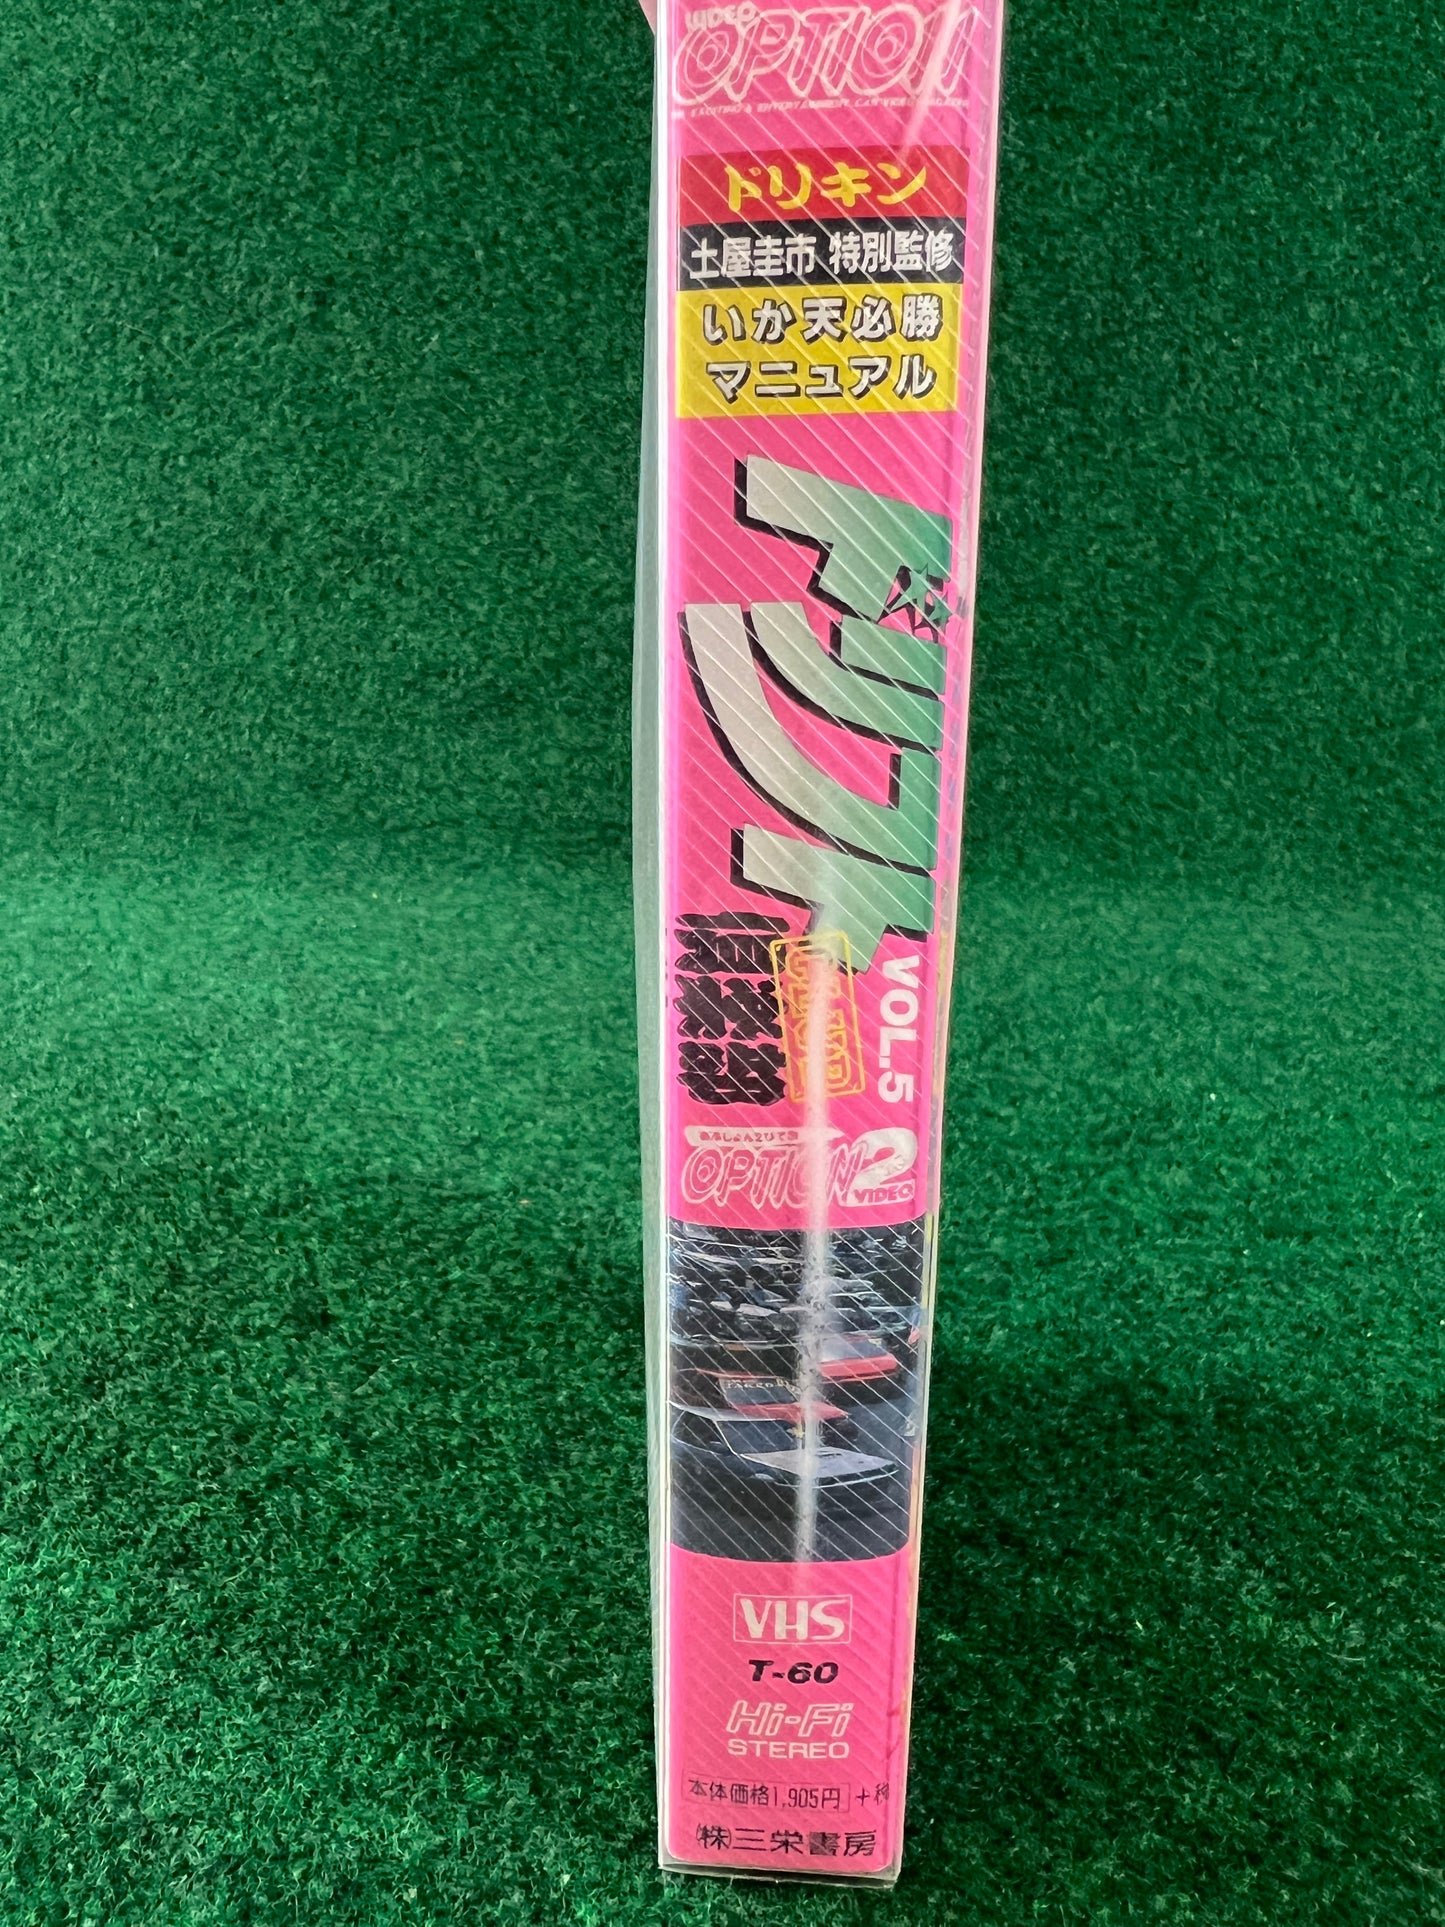 VIDEO
OPTION
ドリキン
土屋圭市 特別監修
いか天必勝
マニュアル
ドリフト
VOL.5
OPTION2
VIDEO
VHS
T-60
Hi-Fi
STEREO
本体価格1,905円 +税
㈱三栄書房